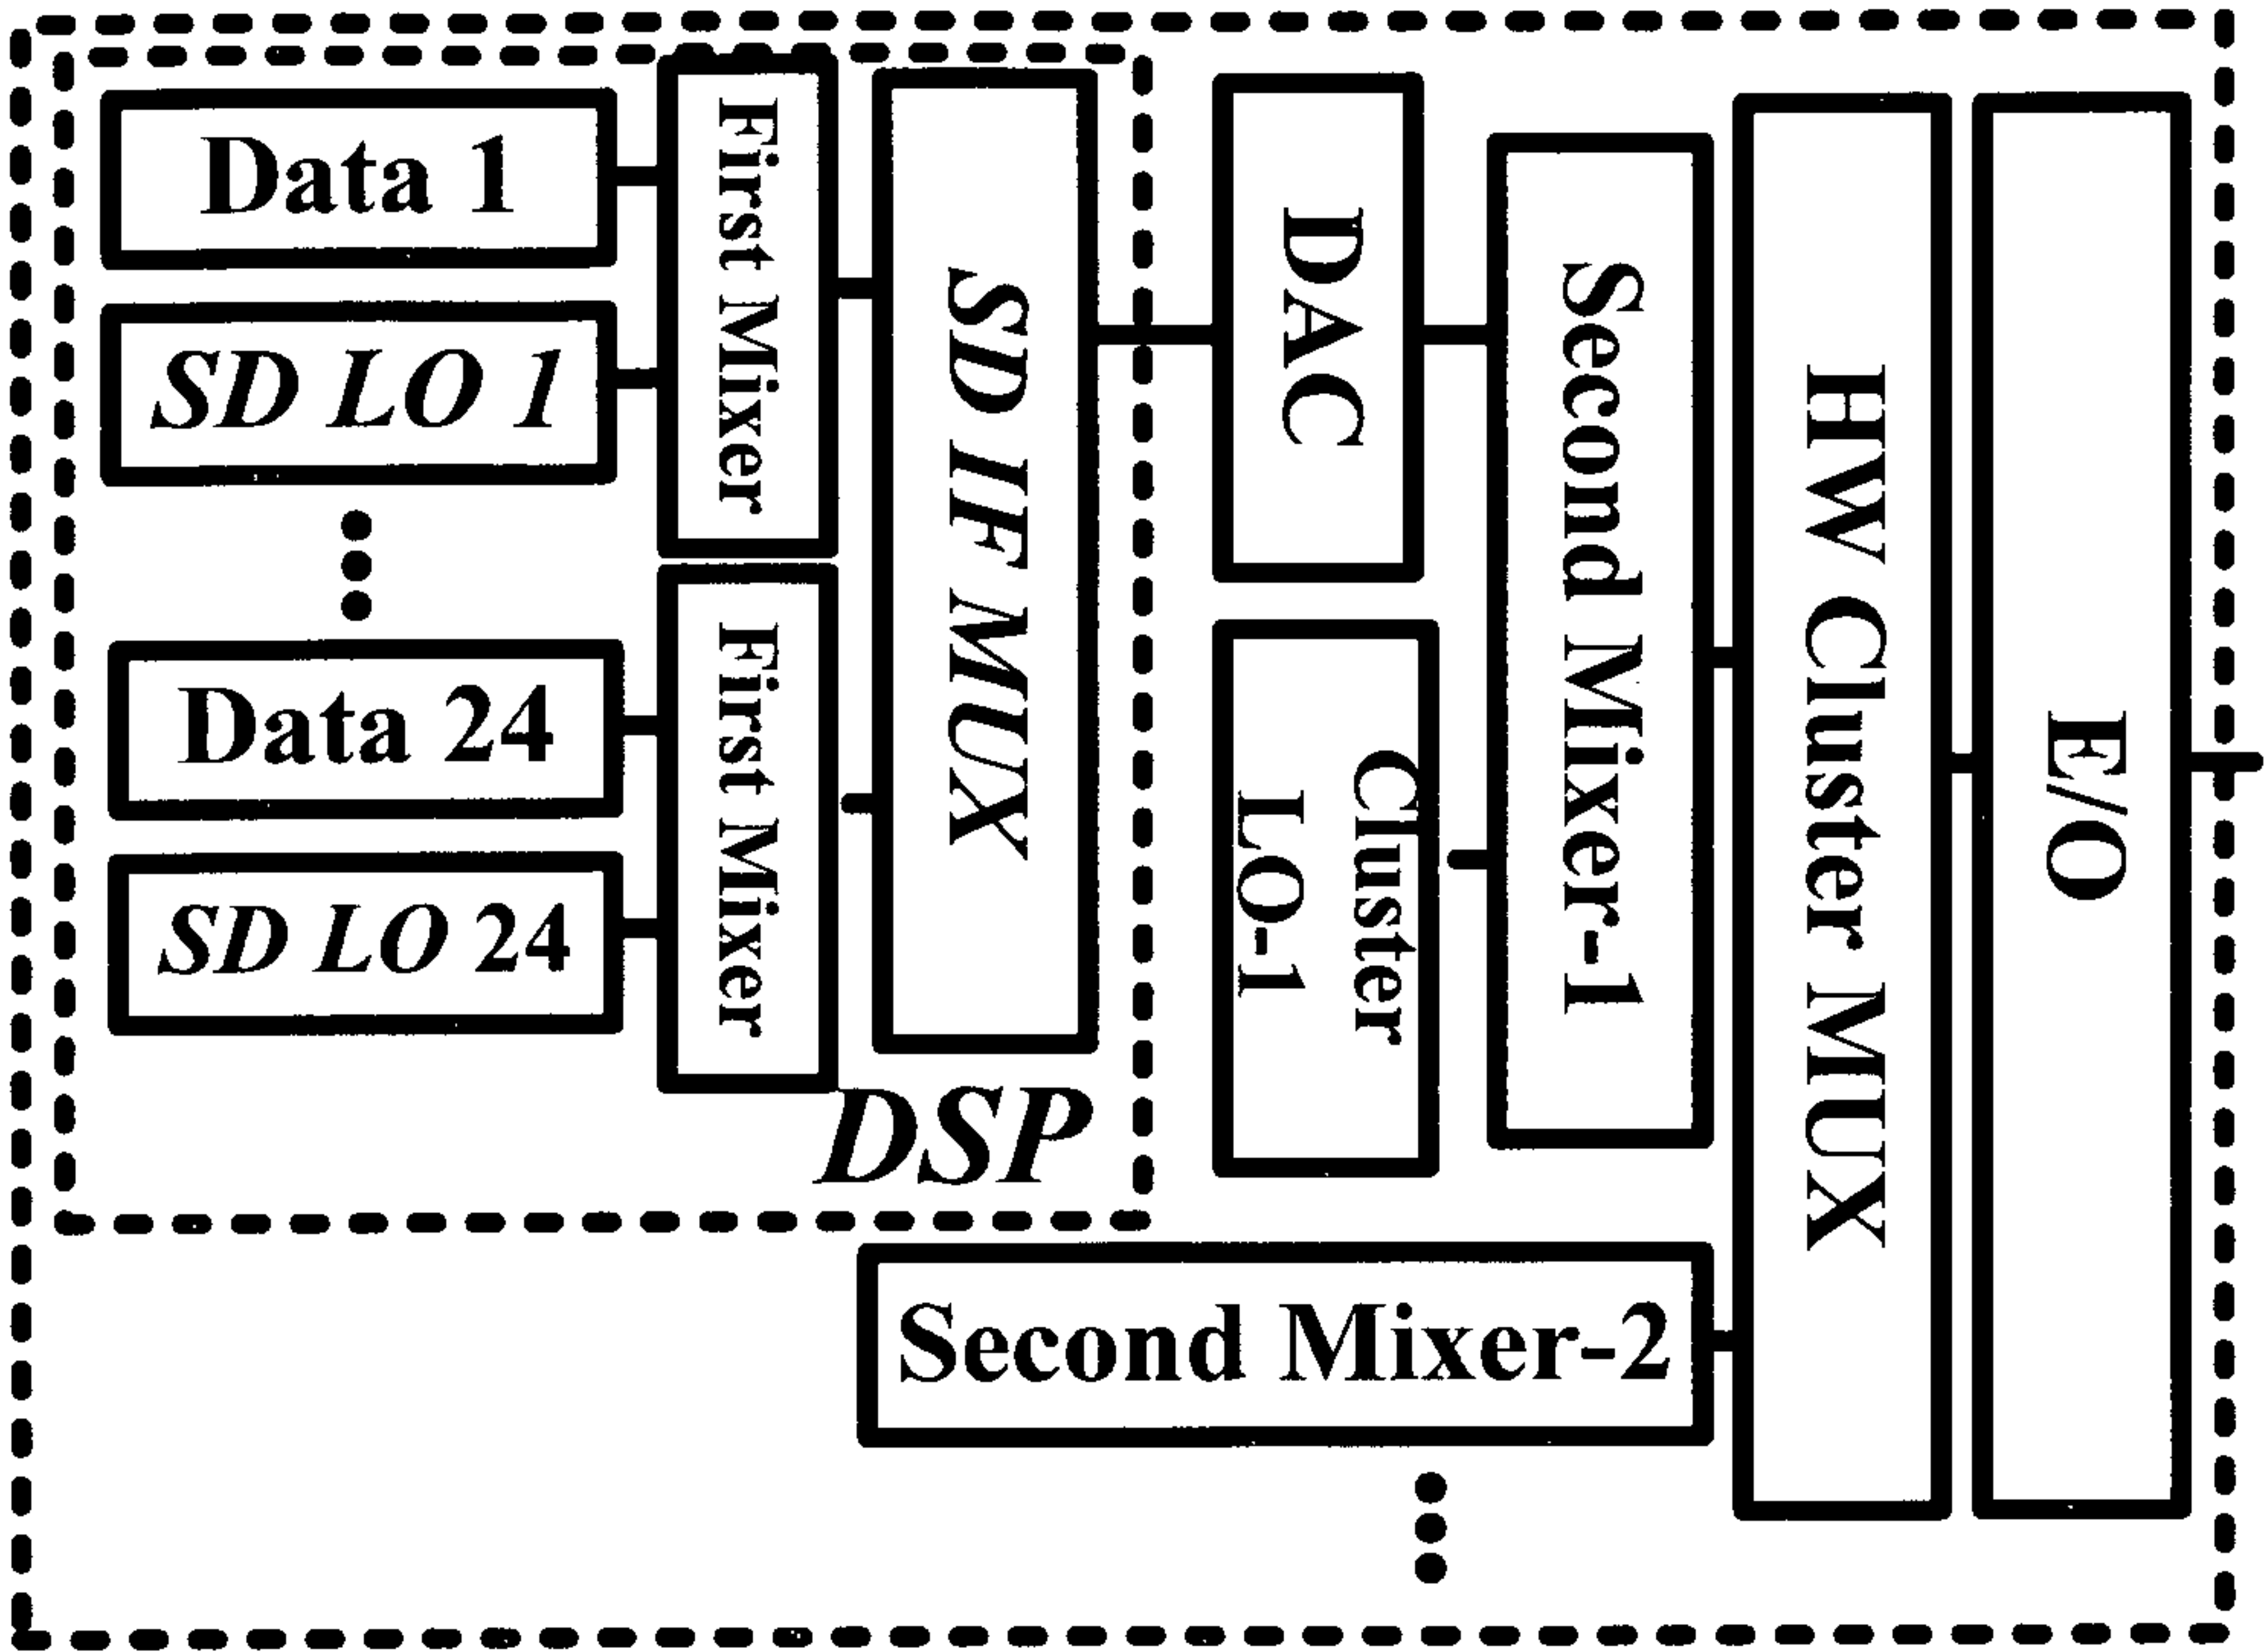 Data 1
SD LO 1
Data 24
SD LO 24
First Mixer
First Mixer
SD IIF MUX
DSP
DAC
Cluster
LO-1
Second Mixer-1
Second Mixer-2
HW Cluster MUX
E/O